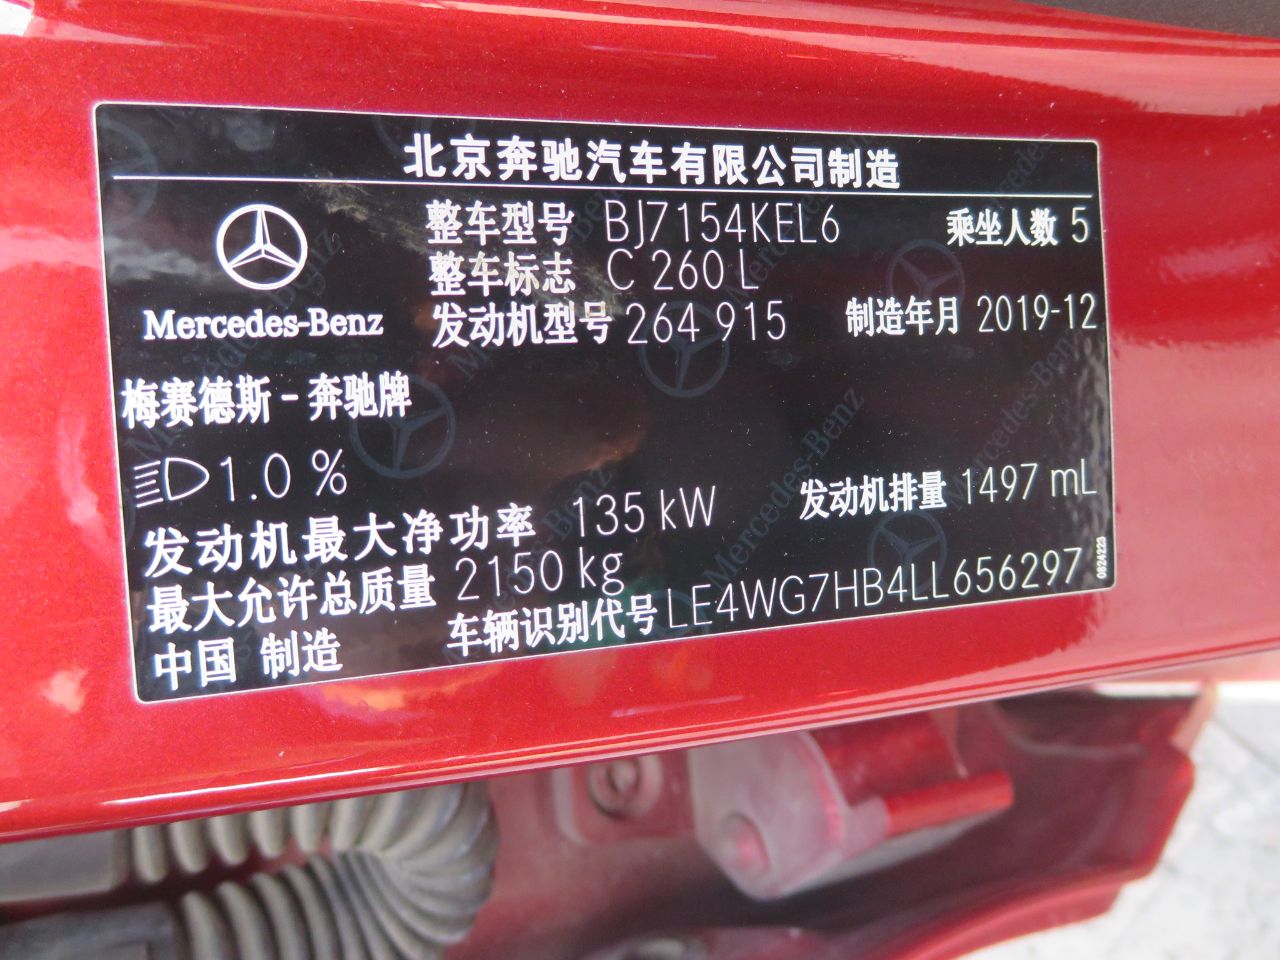 北京奔驰汽车有限公司制造
整车型号 BJ7154KEL6 乘坐人数 5
整车标志 C 260 L
Mercedes-Benz 发动机型号 264 915 制造年月 2019-12
梅赛德斯-奔驰牌
1.0 %
发动机最大净功率 135 kW 发动机排量 1497 mL
最大允许总质量 2150 kg
中国 制造 车辆识别代号 LE4WG7HB4LL656297
0824223